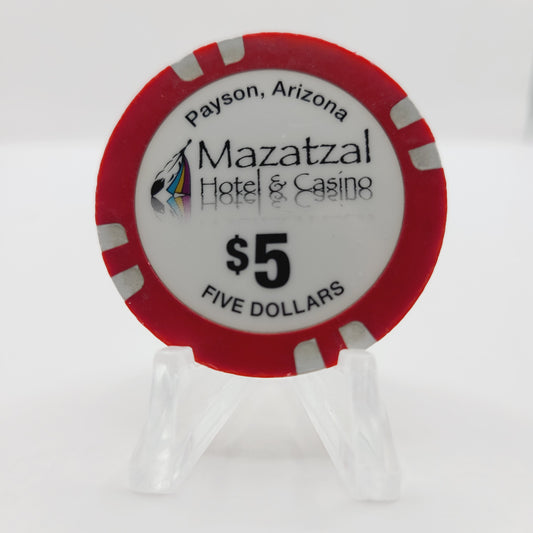 Payson, Arizona
Mazatzal
Hotel & Casino
$5
FIVE DOLLARS